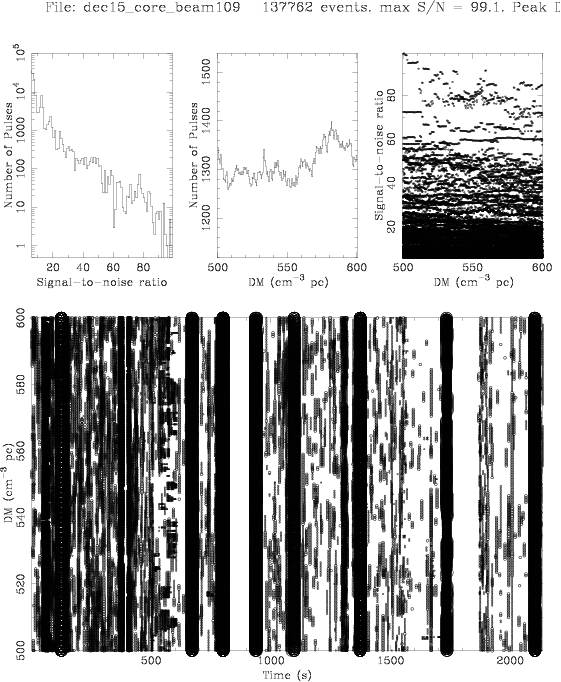 File: dec15_core_beam109 137762 events. max S/N = 99.1. Peak D
10^5
10^4
1000
100
10
1
Number of Pulses
20 40 60 80
Signal-to-noise ratio
1500
1400
1300
1200
Number of Pulses
500 550 600
DM (cm^-3 pc)
80
60
40
20
Signal-to-noise ratio
500 550 600
DM (cm^-3 pc)
600
580
560
540
520
500
DM (cm^-3 pc)
500 1000 1500 2000
Time (s)